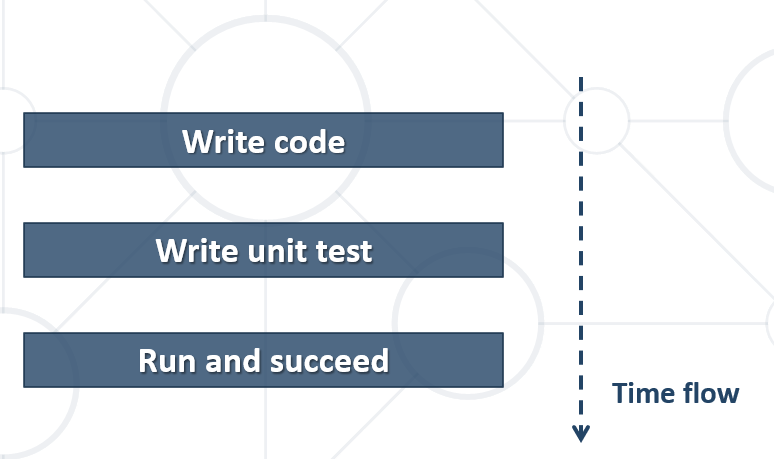 Write code
Write unit test
Run and succeed
Time flow